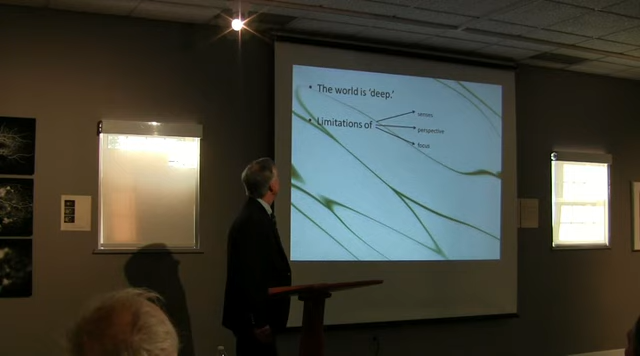 • The world is 'deep.'
• Limitations of
senses
perspective
focus